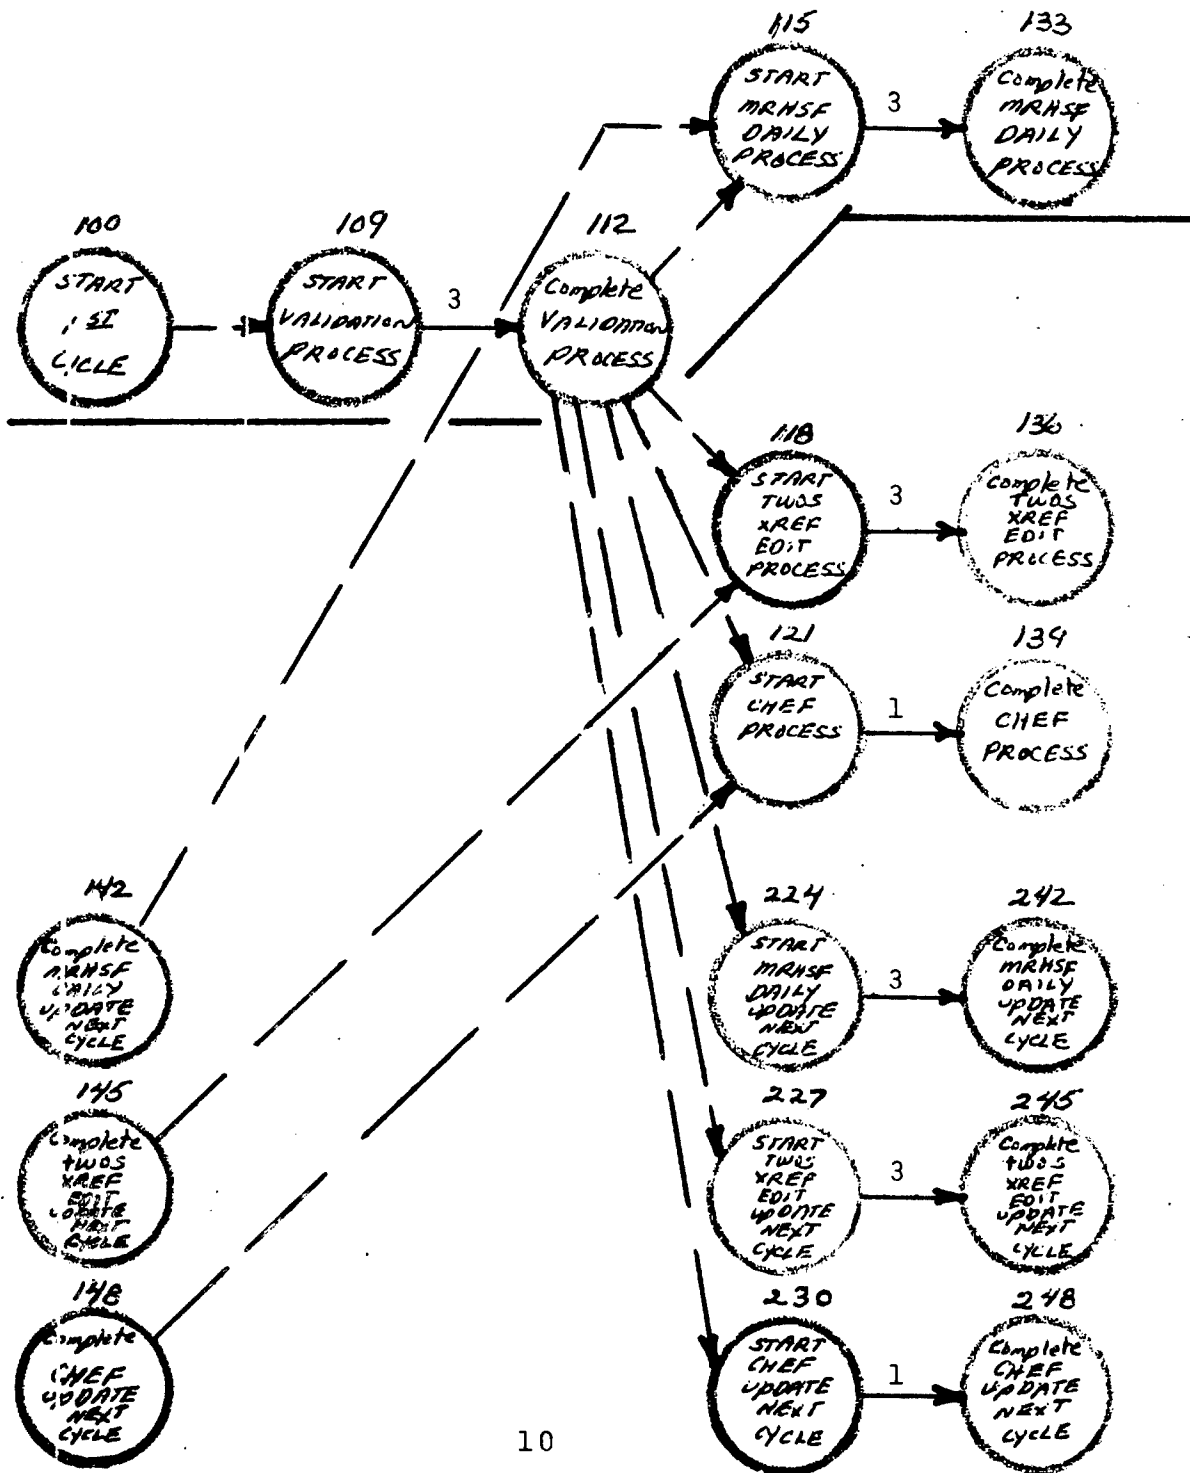 115
START
MRHSF
DAILY
PROCESS
3
133
Complete
MRHSF
DAILY
PROCESS
100
START
1ST
CICLE
109
START
VALIDATION
PROCESS
3
112
Complete
VALIDATION
PROCESS
118
START
TWOS
XREF
EDIT
PROCESS
3
136
Complete
TWOS
XREF
EDIT
PROCESS
121
START
CHEF
PROCESS
1
139
Complete
CHEF
PROCESS
142
Complete
MRHSF
DAILY
UPDATE
NEXT
CYCLE
224
START
MRHSF
DAILY
UPDATE
NEXT
CYCLE
3
242
Complete
MRHSF
DAILY
UPDATE
NEXT
CYCLE
145
Complete
TWOS
XREF
EDIT
UPDATE
NEXT
CYCLE
227
START
TWOS
XREF
EDIT
UPDATE
NEXT
CYCLE
3
245
Complete
TWOS
XREF
EDIT
UPDATE
NEXT
CYCLE
148
Complete
CHEF
UPDATE
NEXT
CYCLE
230
START
CHEF
UPDATE
NEXT
CYCLE
1
248
Complete
CHEF
UPDATE
NEXT
CYCLE
10